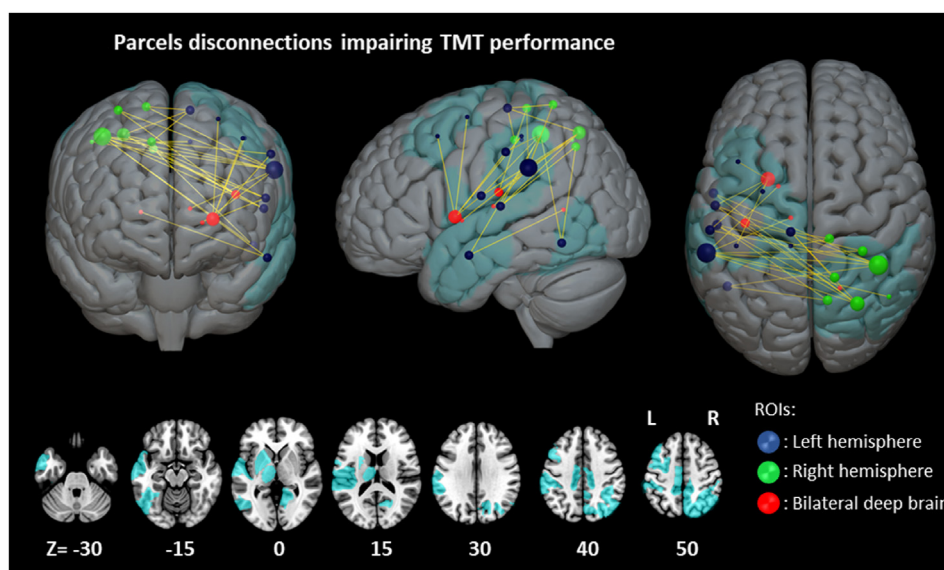 Parcels disconnections impairing TMT performance
L R
ROIs:
: Left hemisphere
: Right hemisphere
: Bilateral deep brain
Z= -30 -15 0 15 30 40 50